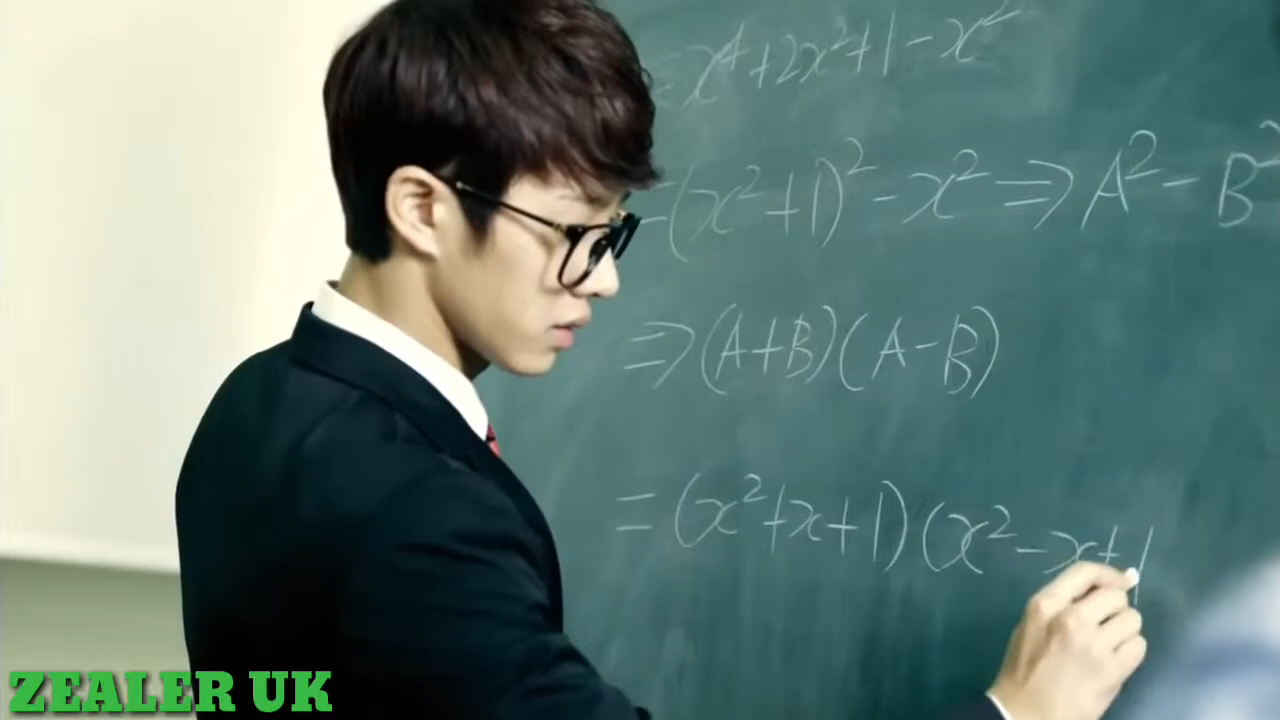 = x⁴+2x²+1-x²
=(x²+1)²-x² ⇒ A²-B²
⇒(A+B)(A-B)
=(x²+x+1)(x²-x+1
ZEALER UK